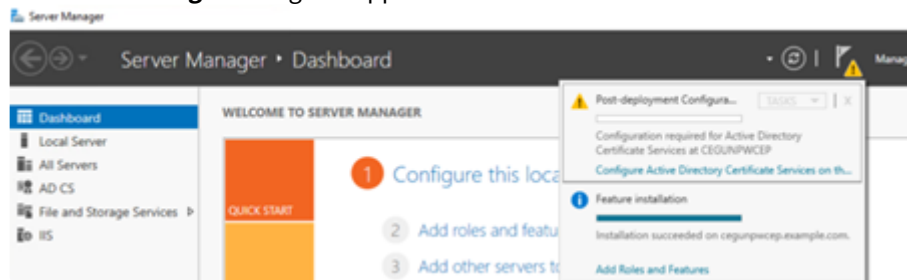 Server Manager
Server Manager • Dashboard
Manag
Dashboard
Local Server
All Servers
AD CS
File and Storage Services
IIS
WELCOME TO SERVER MANAGER
QUICK START
1 Configure this loca
2 Add roles and featu
3 Add other servers to
Post-deployment Configura...
TASKS
X
Configuration required for Active Directory
Certificate Services at CEGUNPWCEP
Configure Active Directory Certificate Services on th...
Feature installation
Installation succeeded on cegunpwcep.example.com.
Add Roles and Features